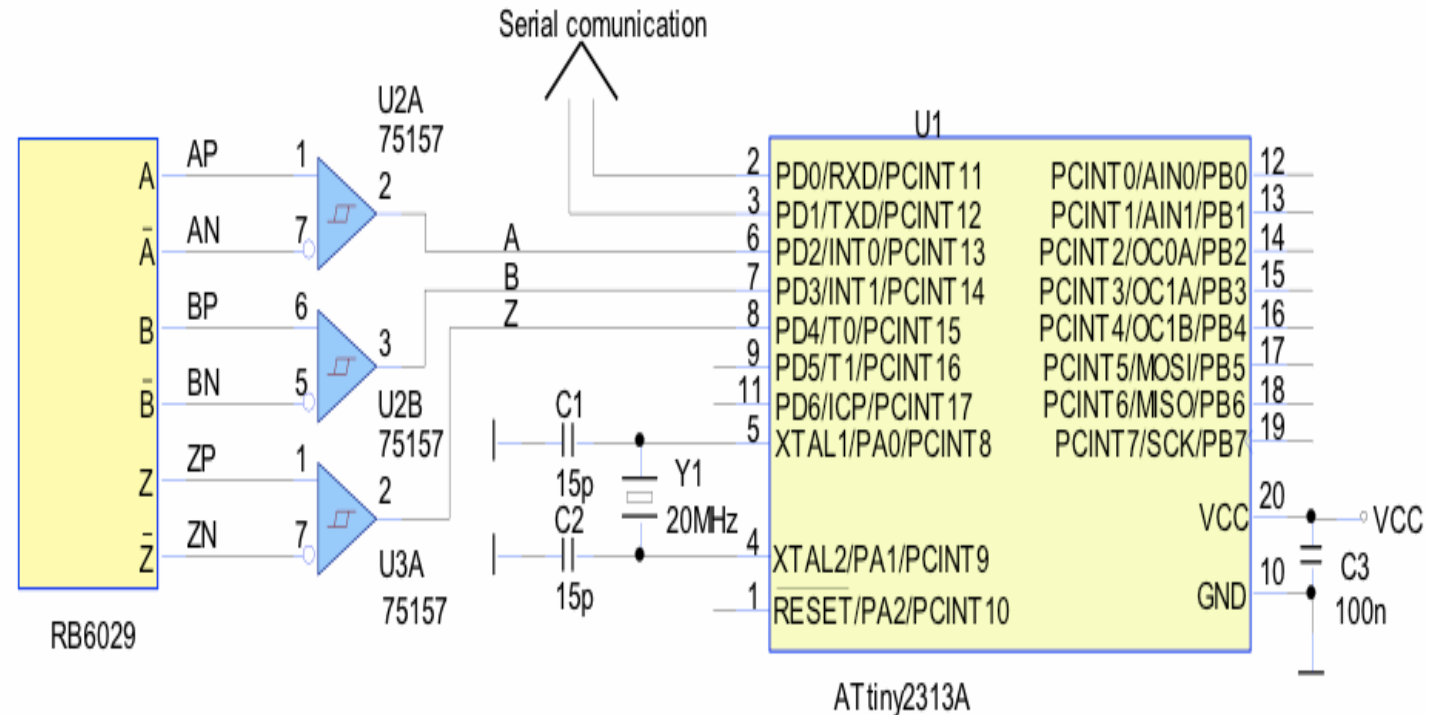 Serial comunication
U2A
75157
U1
A
AP
1
2
A̅
AN
7
B
BP
6
3
B̅
BN
5
U2B
75157
Z
ZP
1
2
Z̅
ZN
7
U3A
75157
RB6029
A
B
Z
C1
15p
C2
15p
Y1
20MHz
2 PD0/RXD/PCINT11
3 PD1/TXD/PCINT12
6 PD2/INT0/PCINT13
7 PD3/INT1/PCINT14
8 PD4/T0/PCINT15
9 PD5/T1/PCINT16
11 PD6/ICP/PCINT17
5 XTAL1/PA0/PCINT8
4 XTAL2/PA1/PCINT9
1 R̅E̅S̅E̅T̅/PA2/PCINT10
PCINT0/AIN0/PB0 12
PCINT1/AIN1/PB1 13
PCINT2/OC0A/PB2 14
PCINT3/OC1A/PB3 15
PCINT4/OC1B/PB4 16
PCINT5/MOSI/PB5 17
PCINT6/MISO/PB6 18
PCINT7/SCK/PB7 19
VCC 20 VCC
GND 10
C3
100n
ATtiny2313A